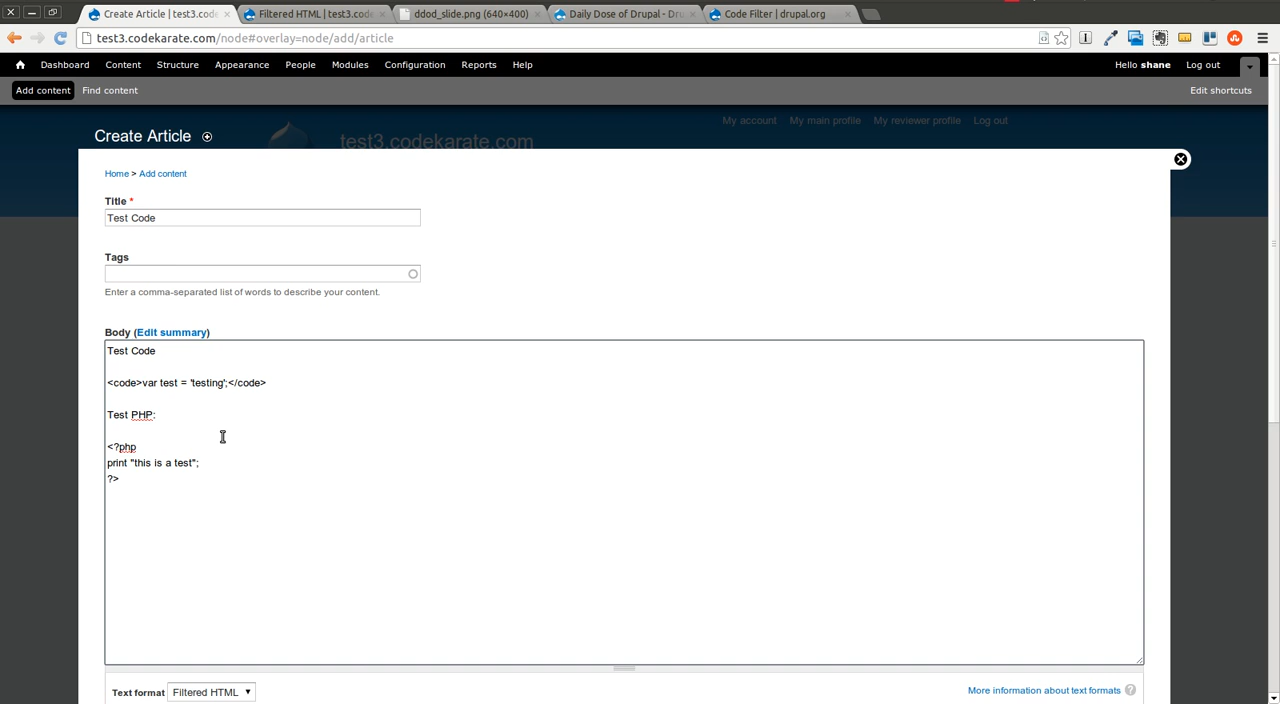 Create Article | test3.code
Filtered HTML | test3.code
ddod_slide.png (640×400)
Daily Dose of Drupal - Dru
Code Filter | drupal.org
test3.codekarate.com/node#overlay=node/add/article
Dashboard Content Structure Appearance People Modules Configuration Reports Help
Hello shane Log out
Add content Find content
Edit shortcuts
My account My main profile My reviewer profile Log out
Create Article
test3.codekarate.com
Home > Add content
Title *
Test Code
Tags
Enter a comma-separated list of words to describe your content.
Body (Edit summary)
Test Code
<code>var test = 'testing';</code>
Test PHP:
<?php
print "this is a test";
?>
Text format Filtered HTML
More information about text formats